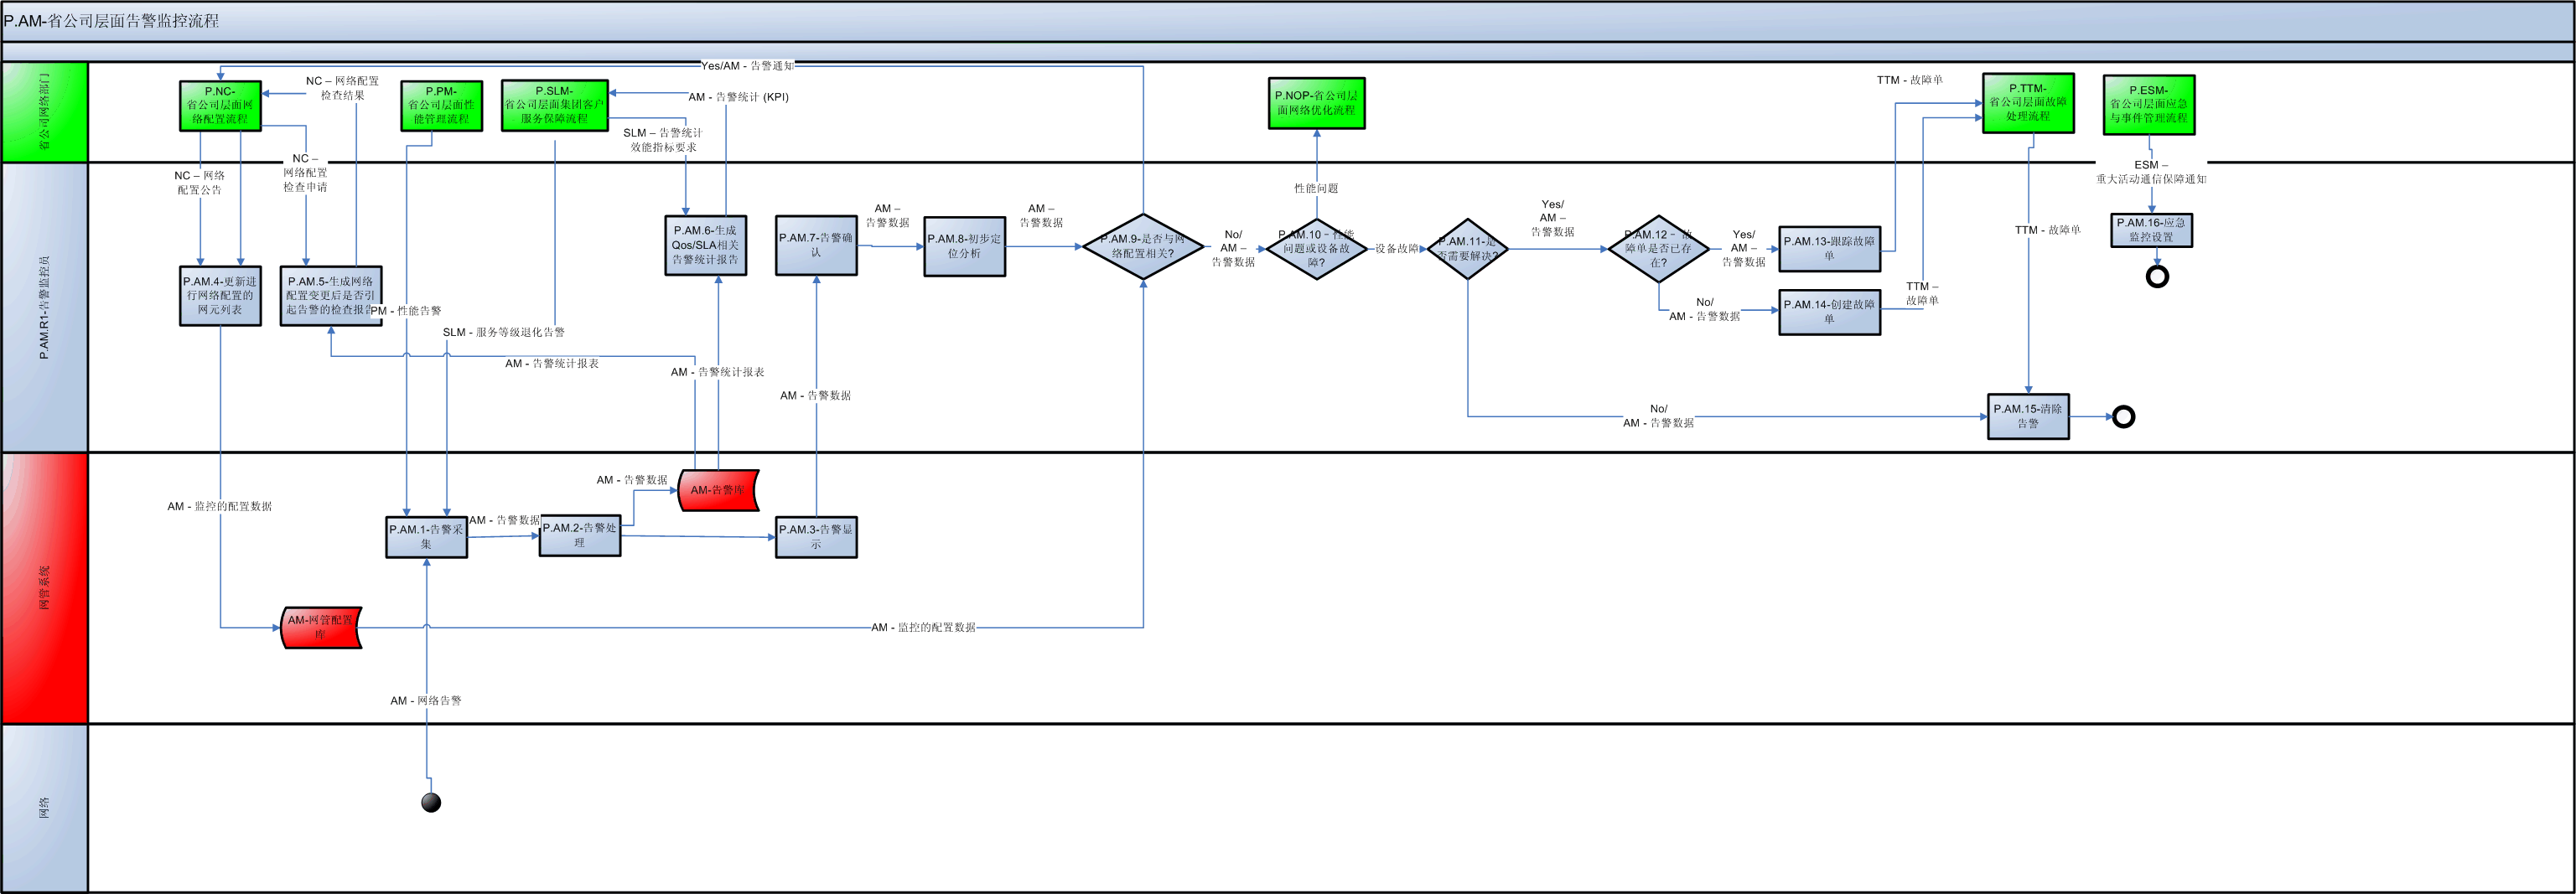 P.AM-省公司层面告警监控流程
省公司网络部门
P.NC-
省公司层面网
络配置流程
NC – 网络配置
检查结果
P.PM-
省公司层面性
能管理流程
P.SLM-
省公司层面集团客户
服务保障流程
Yes/AM - 告警通知
AM - 告警统计 (KPI)
SLM – 告警统计
效能指标要求
P.NOP-省公司层
面网络优化流程
TTM - 故障单
P.TTM-
省公司层面故障
处理流程
P.ESM-
省公司层面应急
与事件管理流程
P.AM.R1-告警监控员
NC – 网络
配置公告
NC –
网络配置
检查申请
P.AM.4-更新进
行网络配置的
网元列表
P.AM.5-生成网络
配置变更后是否引
起告警的检查报告
PM - 性能告警
SLM - 服务等级退化告警
AM - 告警统计报表
P.AM.6-生成
Qos/SLA相关
告警统计报告
AM - 告警统计报表
P.AM.7-告警确
认
AM - 告警数据
AM –
告警数据
P.AM.8-初步定
位分析
AM –
告警数据
P.AM.9-是否与网
络配置相关?
No/
AM –
告警数据
性能问题
P.AM.10 – 性能
问题或设备故
障?
设备故障
P.AM.11-是
否需要解决?
Yes/
AM –
告警数据
P.AM.12 – 故
障单是否已存
在?
Yes/
AM –
告警数据
No/
AM - 告警数据
P.AM.13-跟踪故障
单
P.AM.14-创建故障
单
TTM –
故障单
TTM - 故障单
ESM –
重大活动通信保障通知
P.AM.16-应急
监控设置
No/
AM - 告警数据
P.AM.15-清除
告警
网管系统
AM - 监控的配置数据
P.AM.1-告警采
集
AM - 告警数据
P.AM.2-告警处
理
AM - 告警数据
AM-告警库
P.AM.3-告警显
示
AM-网管配置
库
AM - 监控的配置数据
AM - 网络告警
网络